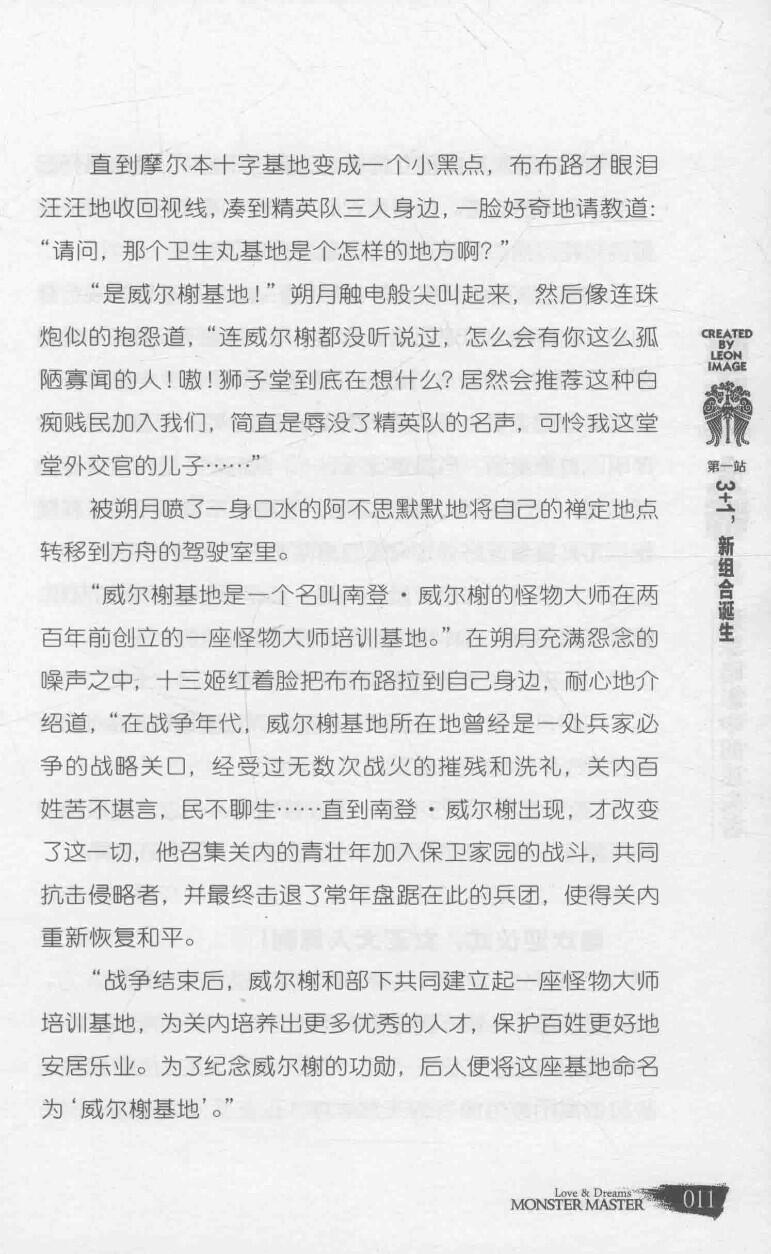 直到摩尔本十字基地变成一个小黑点，布布路才眼泪
汪汪地收回视线，凑到精英队三人身边，一脸好奇地请教道：
“请问，那个卫生丸基地是个怎样的地方啊？”
“是威尔榭基地！”朔月触电般尖叫起来，然后像连珠
炮似的抱怨道，“连威尔榭都没听说过，怎么会有你这么孤
陋寡闻的人！嗷！狮子堂到底在想什么？居然会推荐这种白
痴贱民加入我们，简直是辱没了精英队的名声，可怜我这堂
堂外交官的儿子……”
被朔月喷了一身口水的阿不思默默地将自己的禅定地点
转移到方舟的驾驶室里。
“威尔榭基地是一个名叫南登·威尔榭的怪物大师在两
百年前创立的一座怪物大师培训基地。”在朔月充满怨念的
噪声之中，十三姬红着脸把布布路拉到自己身边，耐心地介
绍道，“在战争年代，威尔榭基地所在地曾经是一处兵家必
争的战略关口，经受过无数次战火的摧残和洗礼，关内百
姓苦不堪言，民不聊生……直到南登·威尔榭出现，才改变
了这一切，他召集关内的青壮年加入保卫家园的战斗，共同
抗击侵略者，并最终击退了常年盘踞在此的兵团，使得关内
重新恢复和平。
“战争结束后，威尔榭和部下共同建立起一座怪物大师
培训基地，为关内培养出更多优秀的人才，保护百姓更好地
安居乐业。为了纪念威尔榭的功勋，后人便将这座基地命名
为‘威尔榭基地’。”
CREATED
BY
LEON
IMAGE
第一站
3+1，新组合诞生
Love & Dreams
MONSTER MASTER
011